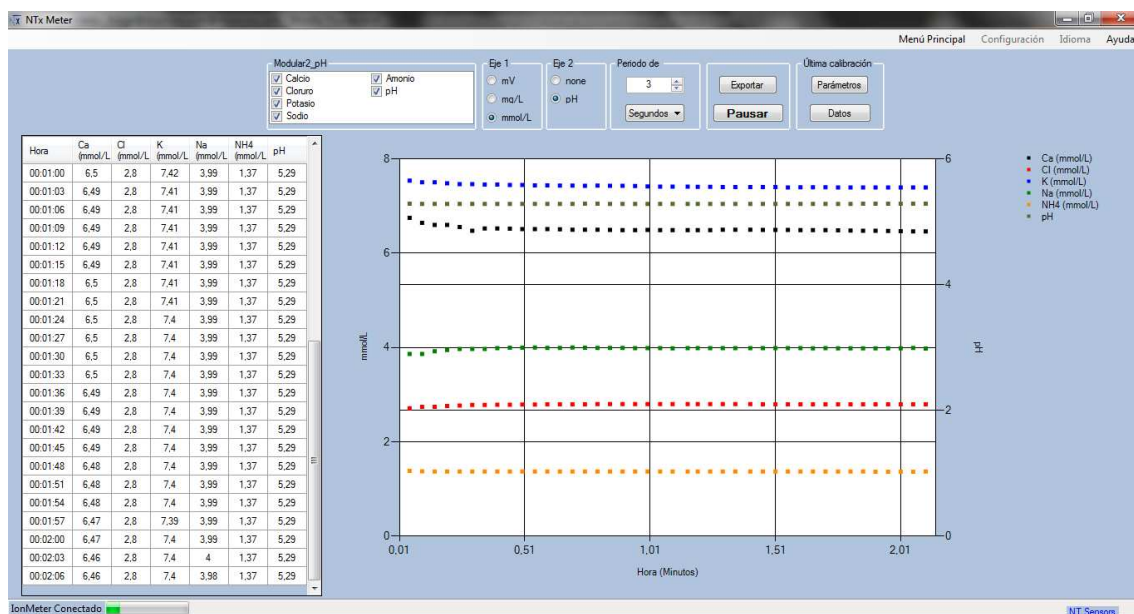 NTx Meter
Menú Principal Configuración Idioma Ayuda
Modular2_pH
Calcio Amonio
Cloruro pH
Potasio
Sodio
Eje 1
mV
mg/L
mmol/L
Eje 2
none
pH
Periodo de
3
Segundos
Exportar
Pausar
Última calibración
Parámetros
Datos
Hora Ca (mmol/L Cl (mmol/L K (mmol/L Na (mmol/L NH4 (mmol/L pH
00:01:00 6,5 2,8 7,42 3,99 1,37 5,29
00:01:03 6,49 2,8 7,41 3,99 1,37 5,29
00:01:06 6,49 2,8 7,41 3,99 1,37 5,29
00:01:09 6,49 2,8 7,41 3,99 1,37 5,29
00:01:12 6,49 2,8 7,41 3,99 1,37 5,29
00:01:15 6,49 2,8 7,41 3,99 1,37 5,29
00:01:18 6,5 2,8 7,41 3,99 1,37 5,29
00:01:21 6,5 2,8 7,41 3,99 1,37 5,29
00:01:24 6,5 2,8 7,4 3,99 1,37 5,29
00:01:27 6,5 2,8 7,4 3,99 1,37 5,29
00:01:30 6,5 2,8 7,4 3,99 1,37 5,29
00:01:33 6,5 2,8 7,4 3,99 1,37 5,29
00:01:36 6,49 2,8 7,4 3,99 1,37 5,29
00:01:39 6,49 2,8 7,4 3,99 1,37 5,29
00:01:42 6,49 2,8 7,4 3,99 1,37 5,29
00:01:45 6,49 2,8 7,4 3,99 1,37 5,29
00:01:48 6,48 2,8 7,4 3,99 1,37 5,29
00:01:51 6,48 2,8 7,4 3,99 1,37 5,29
00:01:54 6,48 2,8 7,4 3,99 1,37 5,29
00:01:57 6,47 2,8 7,39 3,99 1,37 5,29
00:02:00 6,47 2,8 7,4 3,99 1,37 5,29
00:02:03 6,46 2,8 7,4 4 1,37 5,29
00:02:06 6,46 2,8 7,4 3,98 1,37 5,29
8
6
4
2
0
mmol/L
0,01 0,51 1,01 1,51 2,01
Hora (Minutos)
6
4
2
0
pH
Ca (mmol/L)
Cl (mmol/L)
K (mmol/L)
Na (mmol/L)
NH4 (mmol/L)
pH
IonMeter Conectado
NT Sensors